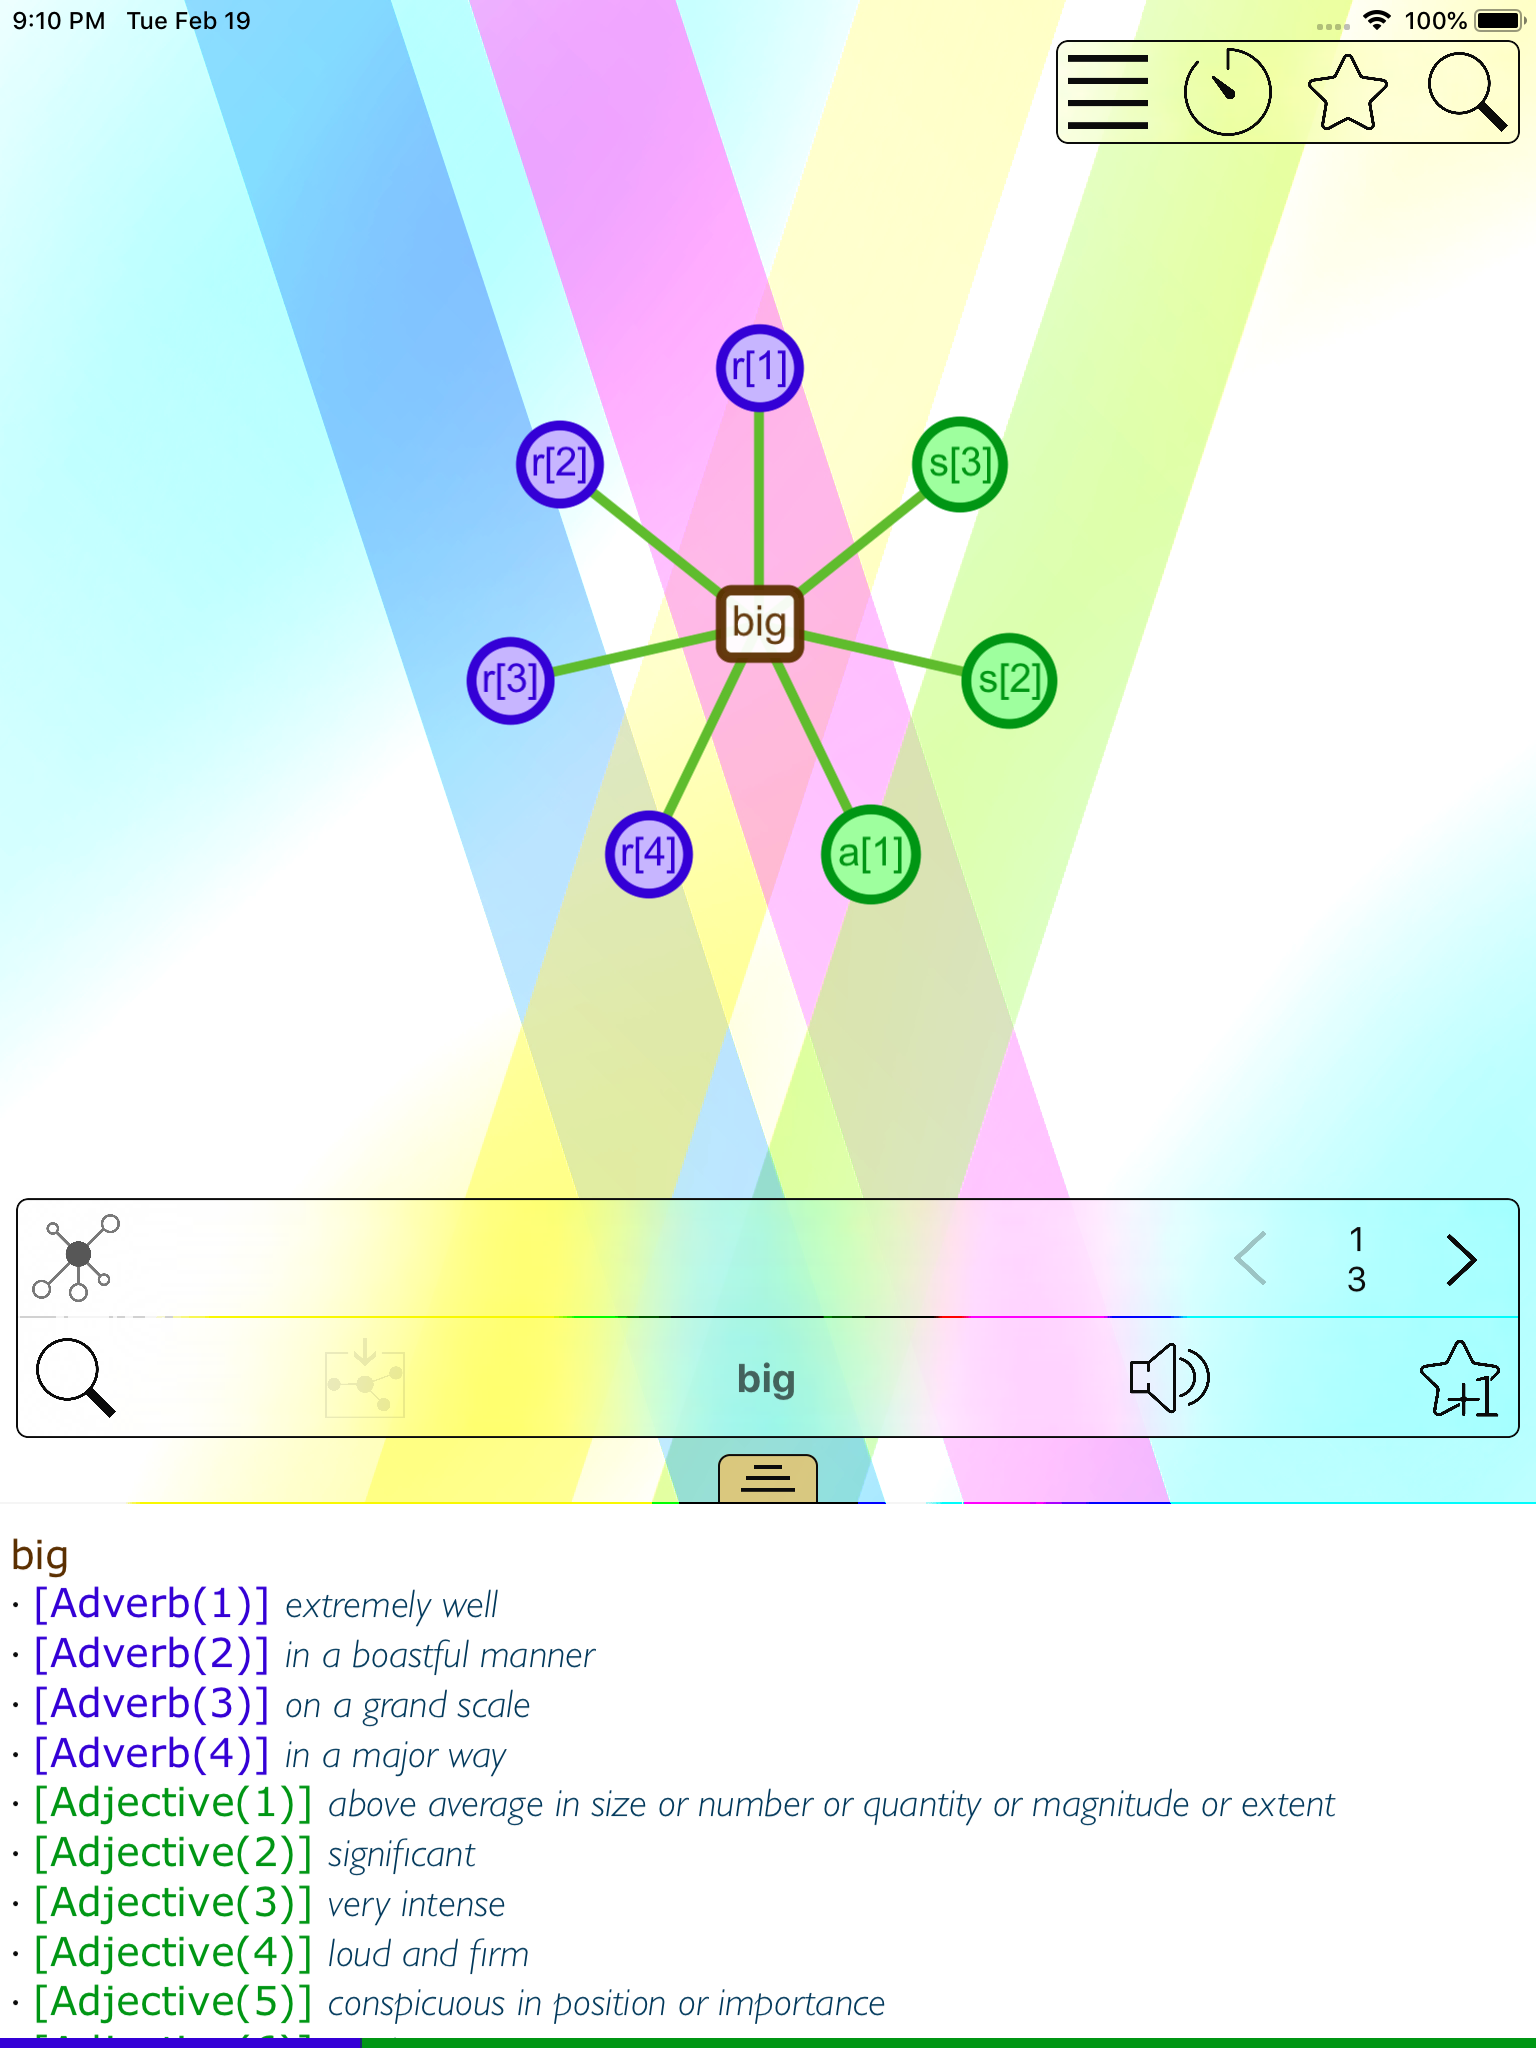 9:10 PM Tue Feb 19 100%
r[1]
r[2] s[3]
big
r[3] s[2]
r[4] a[1]
1
3
big
+1
big
· [Adverb(1)] extremely well
· [Adverb(2)] in a boastful manner
· [Adverb(3)] on a grand scale
· [Adverb(4)] in a major way
· [Adjective(1)] above average in size or number or quantity or magnitude or extent
· [Adjective(2)] significant
· [Adjective(3)] very intense
· [Adjective(4)] loud and firm
· [Adjective(5)] conspicuous in position or importance